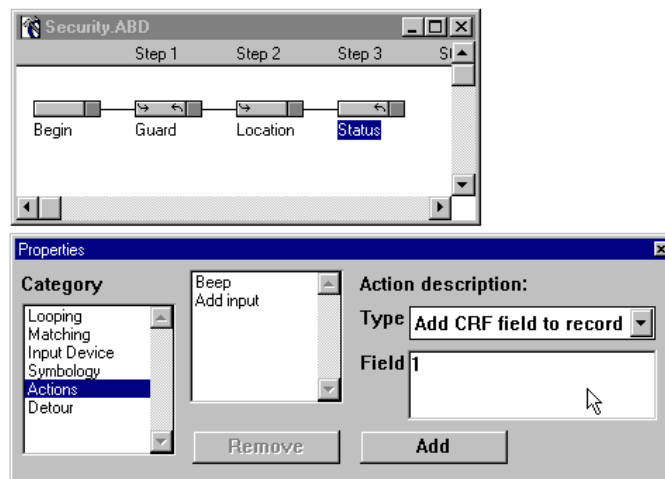 Security.ABD
Step 1 Step 2 Step 3
Begin Guard Location Status
Properties
Category
Looping
Matching
Input Device
Symbology
Actions
Detour
Beep
Add input
Remove
Action description:
Type Add CRF field to record
Field 1
Add